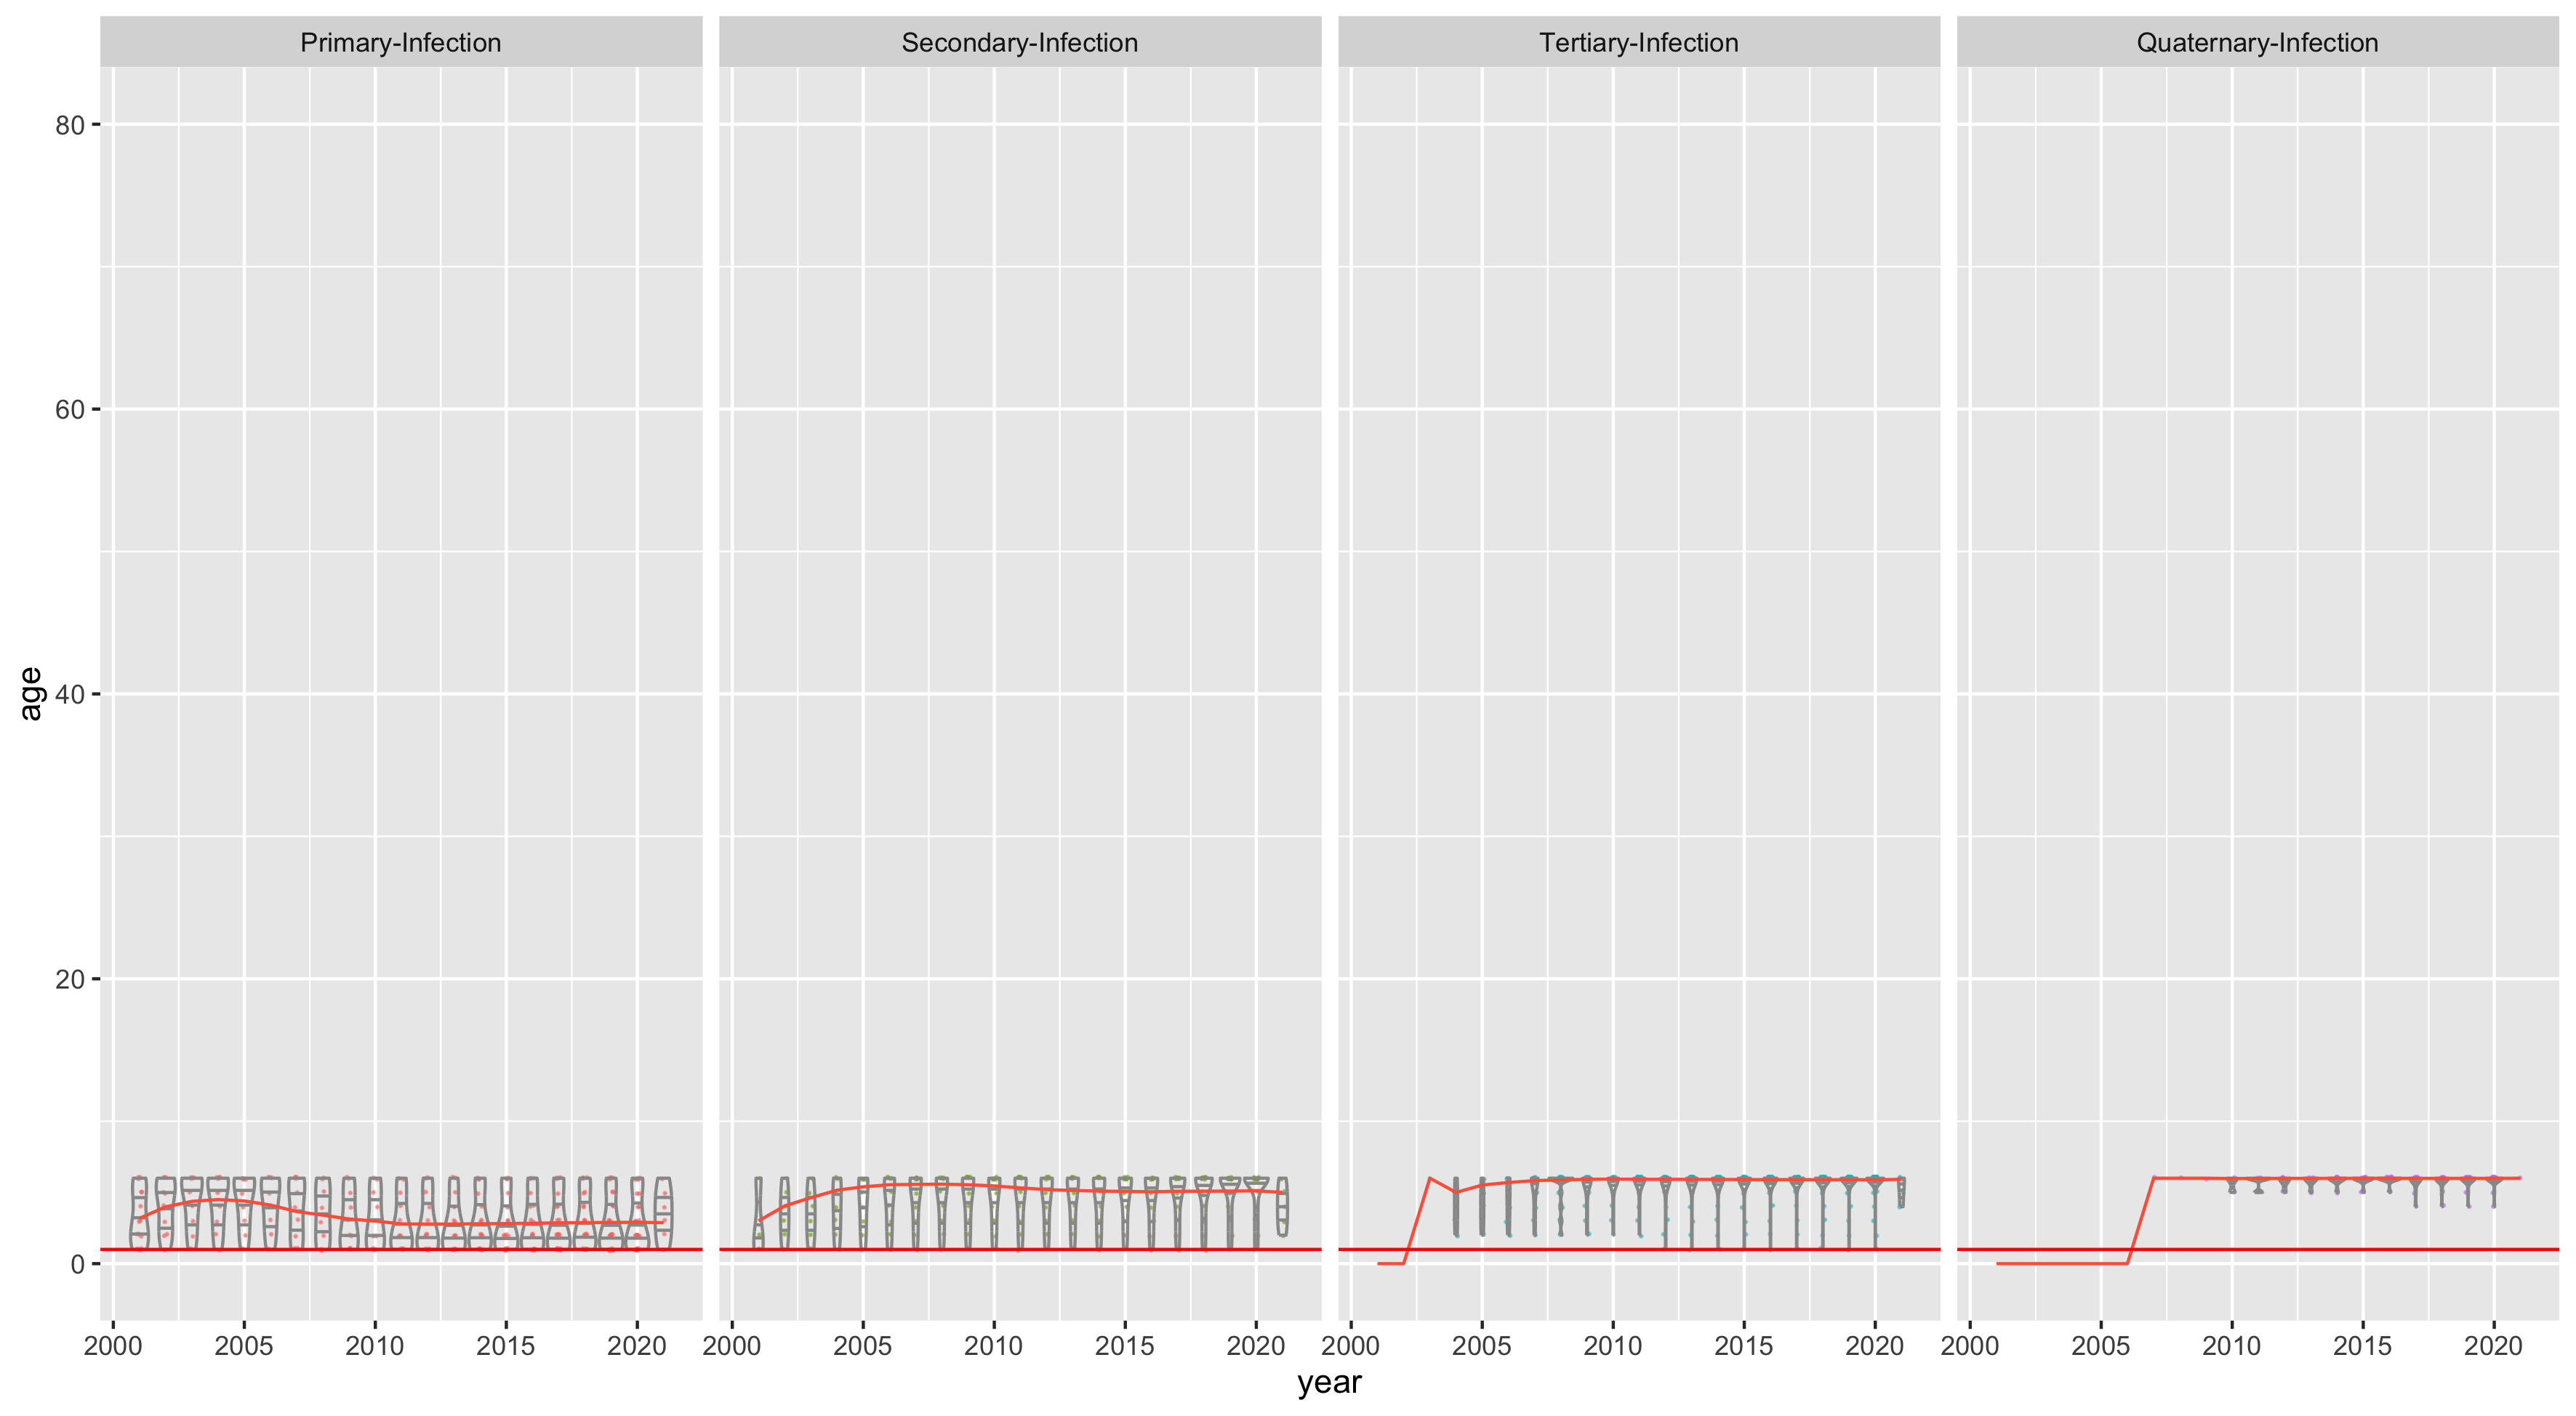 Primary-Infection Secondary-Infection Tertiary-Infection Quaternary-Infection
80
60
40
20
0
age
2000 2005 2010 2015 2020 2000 2005 2010 2015 2020 2000 2005 2010 2015 2020 2000 2005 2010 2015 2020
year